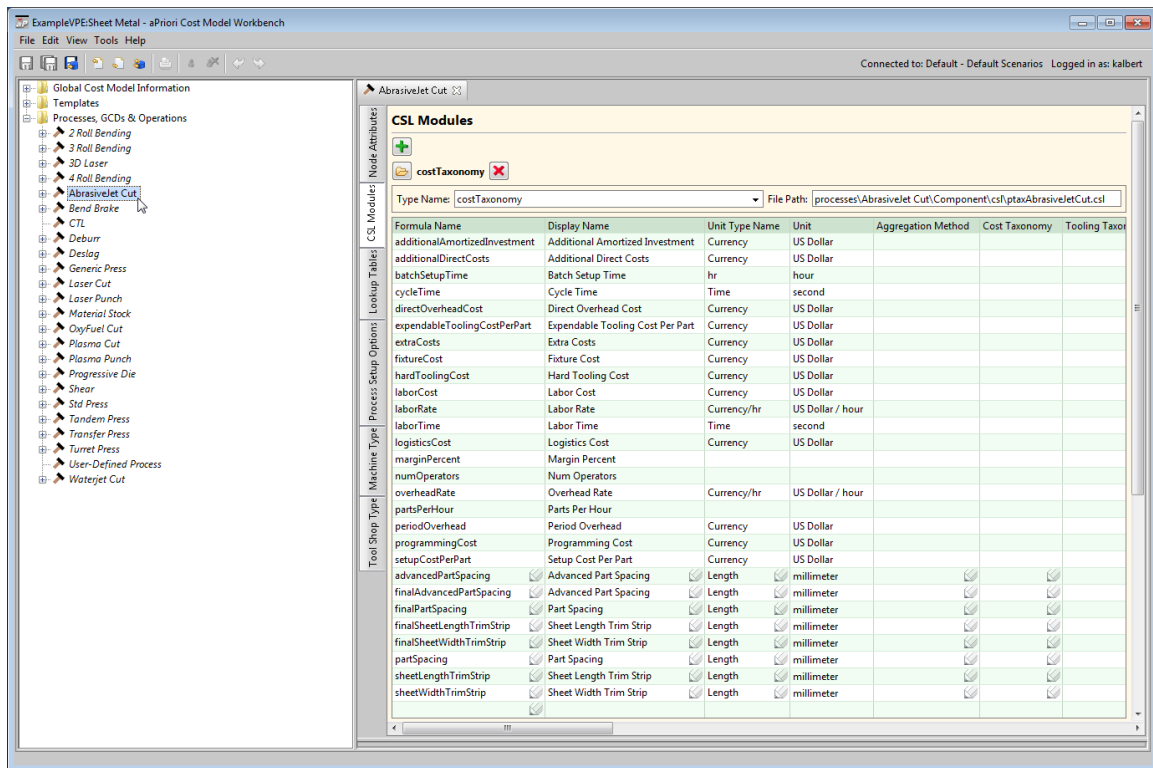 ExampleVPE:Sheet Metal - aPriori Cost Model Workbench
File Edit View Tools Help
Connected to: Default - Default Scenarios Logged in as: kalbert
Global Cost Model Information
Templates
Processes, GCDs & Operations
2 Roll Bending
3 Roll Bending
3D Laser
4 Roll Bending
AbrasiveJet Cut
Bend Brake
CTL
Deburr
Deslag
Generic Press
Laser Cut
Laser Punch
Material Stock
OxyFuel Cut
Plasma Cut
Plasma Punch
Progressive Die
Shear
Std Press
Tandem Press
Transfer Press
Turret Press
User-Defined Process
Waterjet Cut
AbrasiveJet Cut
Node Attributes
CSL Modules
Lookup Tables
Process Setup Options
Machine Type
Tool Shop Type
CSL Modules
costTaxonomy
Type Name: costTaxonomy File Path: processes\AbrasiveJet Cut\Component\csl\ptaxAbrasiveJetCut.csl
Formula Name Display Name Unit Type Name Unit Aggregation Method Cost Taxonomy Tooling Taxor
additionalAmortizedInvestment Additional Amortized Investment Currency US Dollar
additionalDirectCosts Additional Direct Costs Currency US Dollar
batchSetupTime Batch Setup Time hr hour
cycleTime Cycle Time Time second
directOverheadCost Direct Overhead Cost Currency US Dollar
expendableToolingCostPerPart Expendable Tooling Cost Per Part Currency US Dollar
extraCosts Extra Costs Currency US Dollar
fixtureCost Fixture Cost Currency US Dollar
hardToolingCost Hard Tooling Cost Currency US Dollar
laborCost Labor Cost Currency US Dollar
laborRate Labor Rate Currency/hr US Dollar / hour
laborTime Labor Time Time second
logisticsCost Logistics Cost Currency US Dollar
marginPercent Margin Percent
numOperators Num Operators
overheadRate Overhead Rate Currency/hr US Dollar / hour
partsPerHour Parts Per Hour
periodOverhead Period Overhead Currency US Dollar
programmingCost Programming Cost Currency US Dollar
setupCostPerPart Setup Cost Per Part Currency US Dollar
advancedPartSpacing Advanced Part Spacing Length millimeter
finalAdvancedPartSpacing Advanced Part Spacing Length millimeter
finalPartSpacing Part Spacing Length millimeter
finalSheetLengthTrimStrip Sheet Length Trim Strip Length millimeter
finalSheetWidthTrimStrip Sheet Width Trim Strip Length millimeter
partSpacing Part Spacing Length millimeter
sheetLengthTrimStrip Sheet Length Trim Strip Length millimeter
sheetWidthTrimStrip Sheet Width Trim Strip Length millimeter